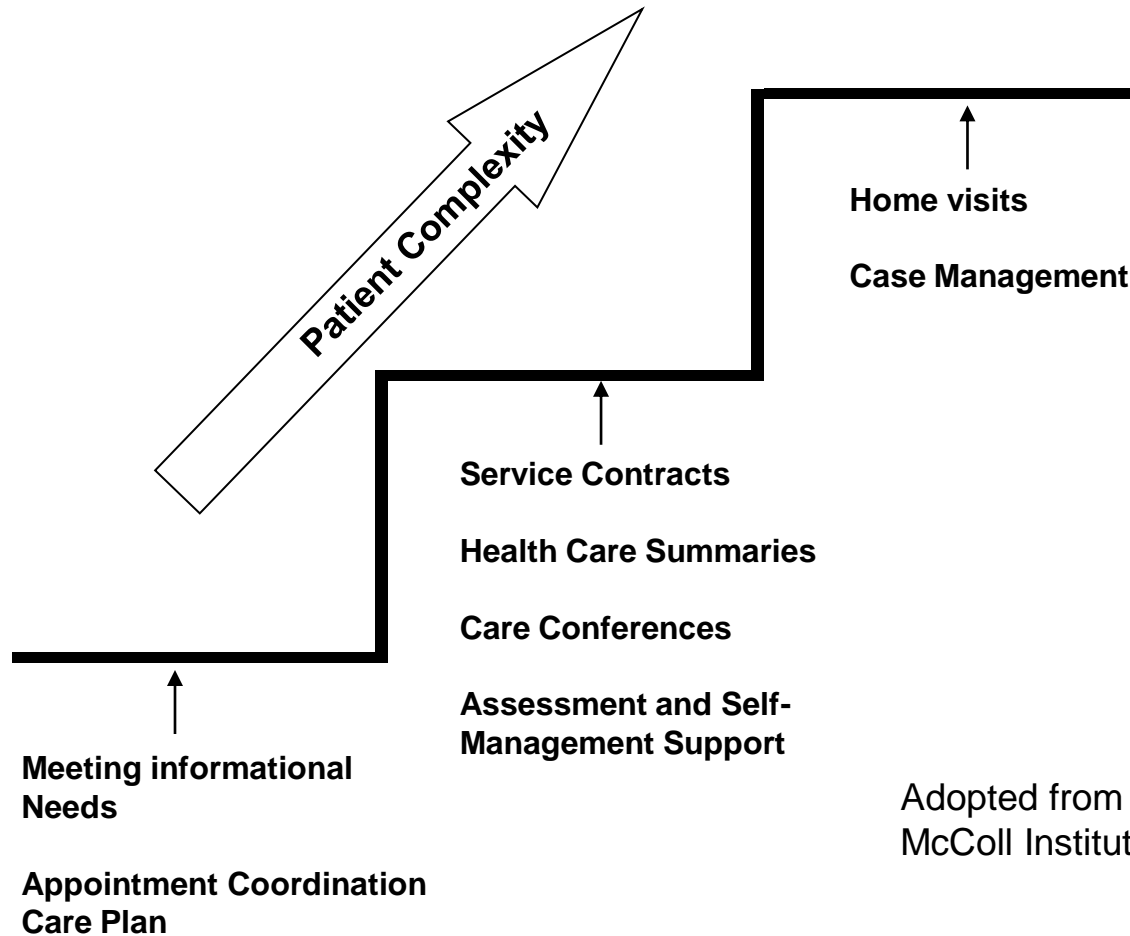 Patient Complexity
Home visits
Case Management
Service Contracts
Health Care Summaries
Care Conferences
Assessment and Self-
Management Support
Meeting informational
Needs
Appointment Coordination
Care Plan
Adopted from
McColl Institut